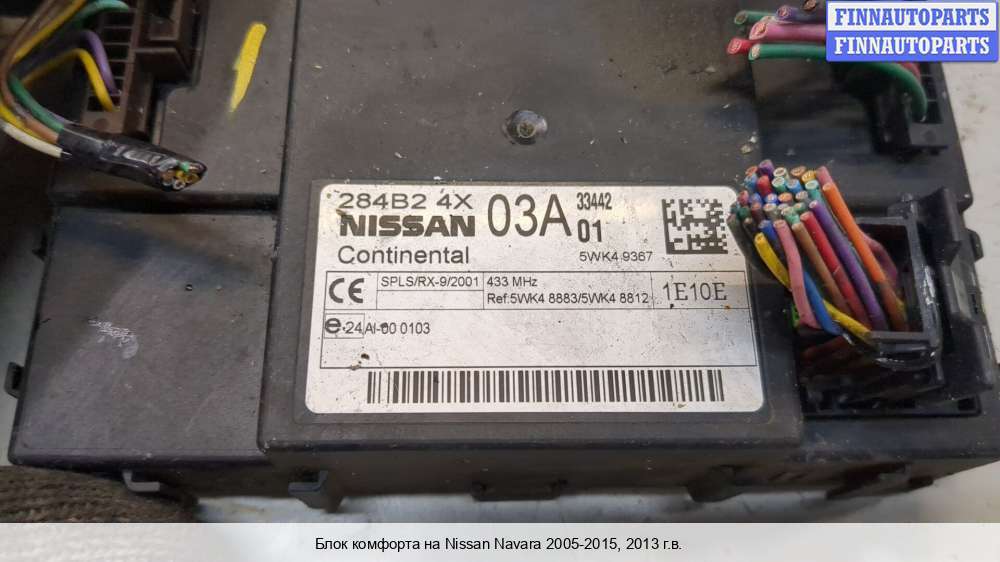 FINNAUTOPARTS
FINNAUTOPARTS
284B2 4X
NISSAN
03A
33442
01
Continental
5WK4 9367
CE
SPLS/RX-9/2001
433 MHz
Ref:5WK4 8883/5WK4 8812
1E10E
e 24 AI-00 0103
Блок комфорта на Nissan Navara 2005-2015, 2013 г.в.